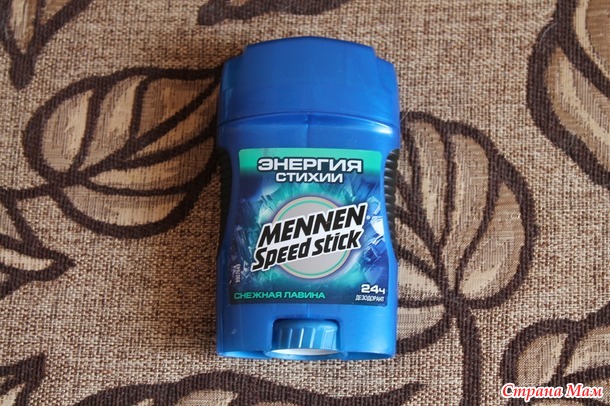 ЭНЕРГИЯ
СТИХИИ
MENNEN®
Speed stick
СНЕЖНАЯ ЛАВИНА
24ч
ДЕЗОДОРАНТ
Страна Мам